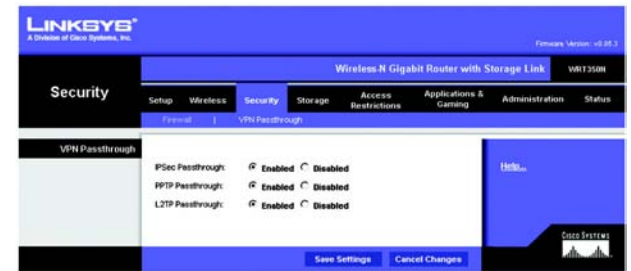 LINKSYS®
A Division of Cisco Systems, Inc.
Firmware Version: v0.05.3
Wireless-N Gigabit Router with Storage Link WRT350N
Security
Setup Wireless Security Storage Access Restrictions Applications & Gaming Administration Status
Firewall | VPN Passthrough
VPN Passthrough
IPSec Passthrough: Enabled Disabled
Help...
PPTP Passthrough: Enabled Disabled
L2TP Passthrough: Enabled Disabled
CISCO SYSTEMS
Save Settings Cancel Changes